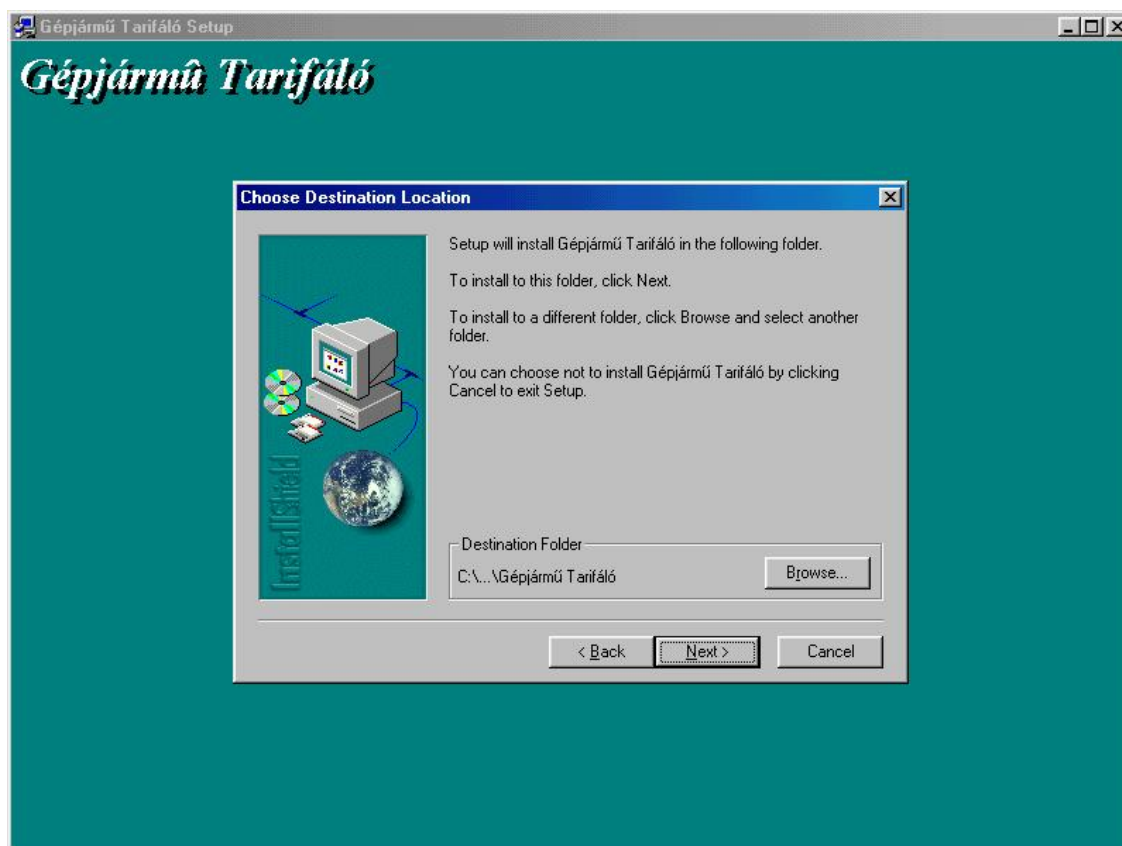 Gépjármű Tarifáló Setup
Gépjármû Tarifáló
Choose Destination Location
Setup will install Gépjármű Tarifáló in the following folder.
To install to this folder, click Next.
To install to a different folder, click Browse and select another
folder.
You can choose not to install Gépjármű Tarifáló by clicking
Cancel to exit Setup.
InstallShield
Destination Folder
C:\...\Gépjármű Tarifáló
Browse...
< Back
Next >
Cancel